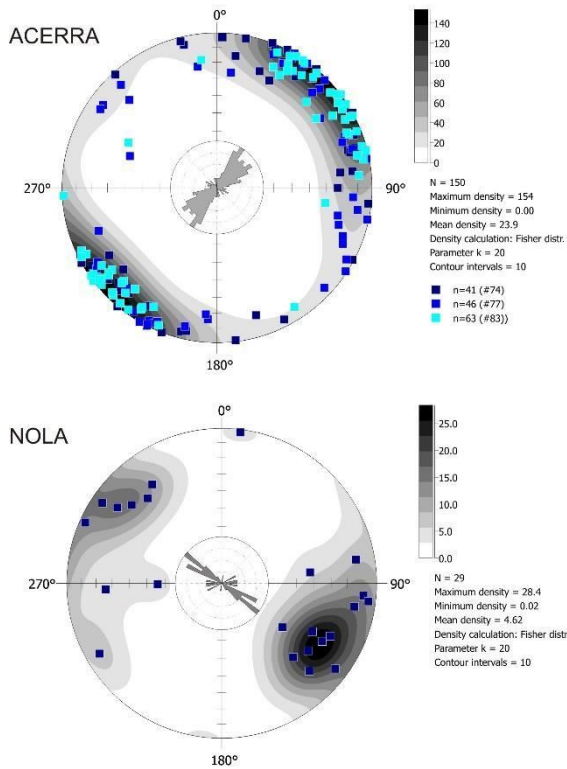 ACERRA
0°
270°
90°
180°
140
120
100
80
60
40
20
0
N = 150
Maximum density = 154
Minimum density = 0.00
Mean density = 23.9
Density calculation: Fisher distr.
Parameter k = 20
Contour intervals = 10
n=41 (#74)
n=46 (#77)
n=63 (#83))
NOLA
0°
270°
90°
180°
25.0
20.0
15.0
10.0
5.0
0.0
N = 29
Maximum density = 28.4
Minimum density = 0.02
Mean density = 4.62
Density calculation: Fisher distr
Parameter k = 20
Contour intervals = 10